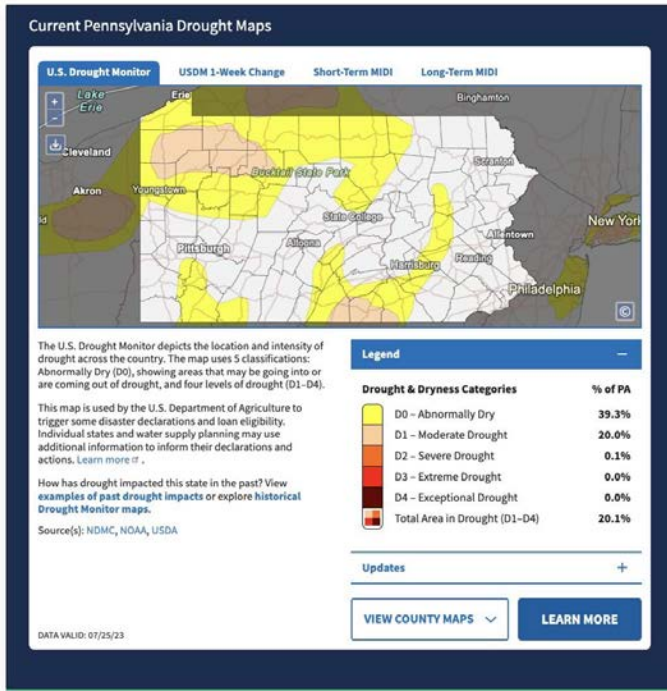 Current Pennsylvania Drought Maps
U.S. Drought Monitor USDM 1-Week Change Short-Term MIDI Long-Term MIDI
+
−
Lake
Erie
Erie
Binghamton
Cleveland
Scranton
Bucktail State Park
Akron
Youngstown
ld
State College
New York
Pittsburgh
Altoona
Allentown
Harrisburg
Reading
Philadelphia
©
The U.S. Drought Monitor depicts the location and intensity of
drought across the country. The map uses 5 classifications:
Abnormally Dry (D0), showing areas that may be going into or
are coming out of drought, and four levels of drought (D1–D4).
This map is used by the U.S. Department of Agriculture to
trigger some disaster declarations and loan eligibility.
Individual states and water supply planning may use
additional information to inform their declarations and
actions. Learn more .
How has drought impacted this state in the past? View
examples of past drought impacts or explore historical
Drought Monitor maps.
Source(s): NDMC, NOAA, USDA
DATA VALID: 07/25/23
Legend −
Drought & Dryness Categories % of PA
D0 – Abnormally Dry 39.3%
D1 – Moderate Drought 20.0%
D2 – Severe Drought 0.1%
D3 – Extreme Drought 0.0%
D4 – Exceptional Drought 0.0%
Total Area in Drought (D1–D4) 20.1%
Updates +
VIEW COUNTY MAPS LEARN MORE